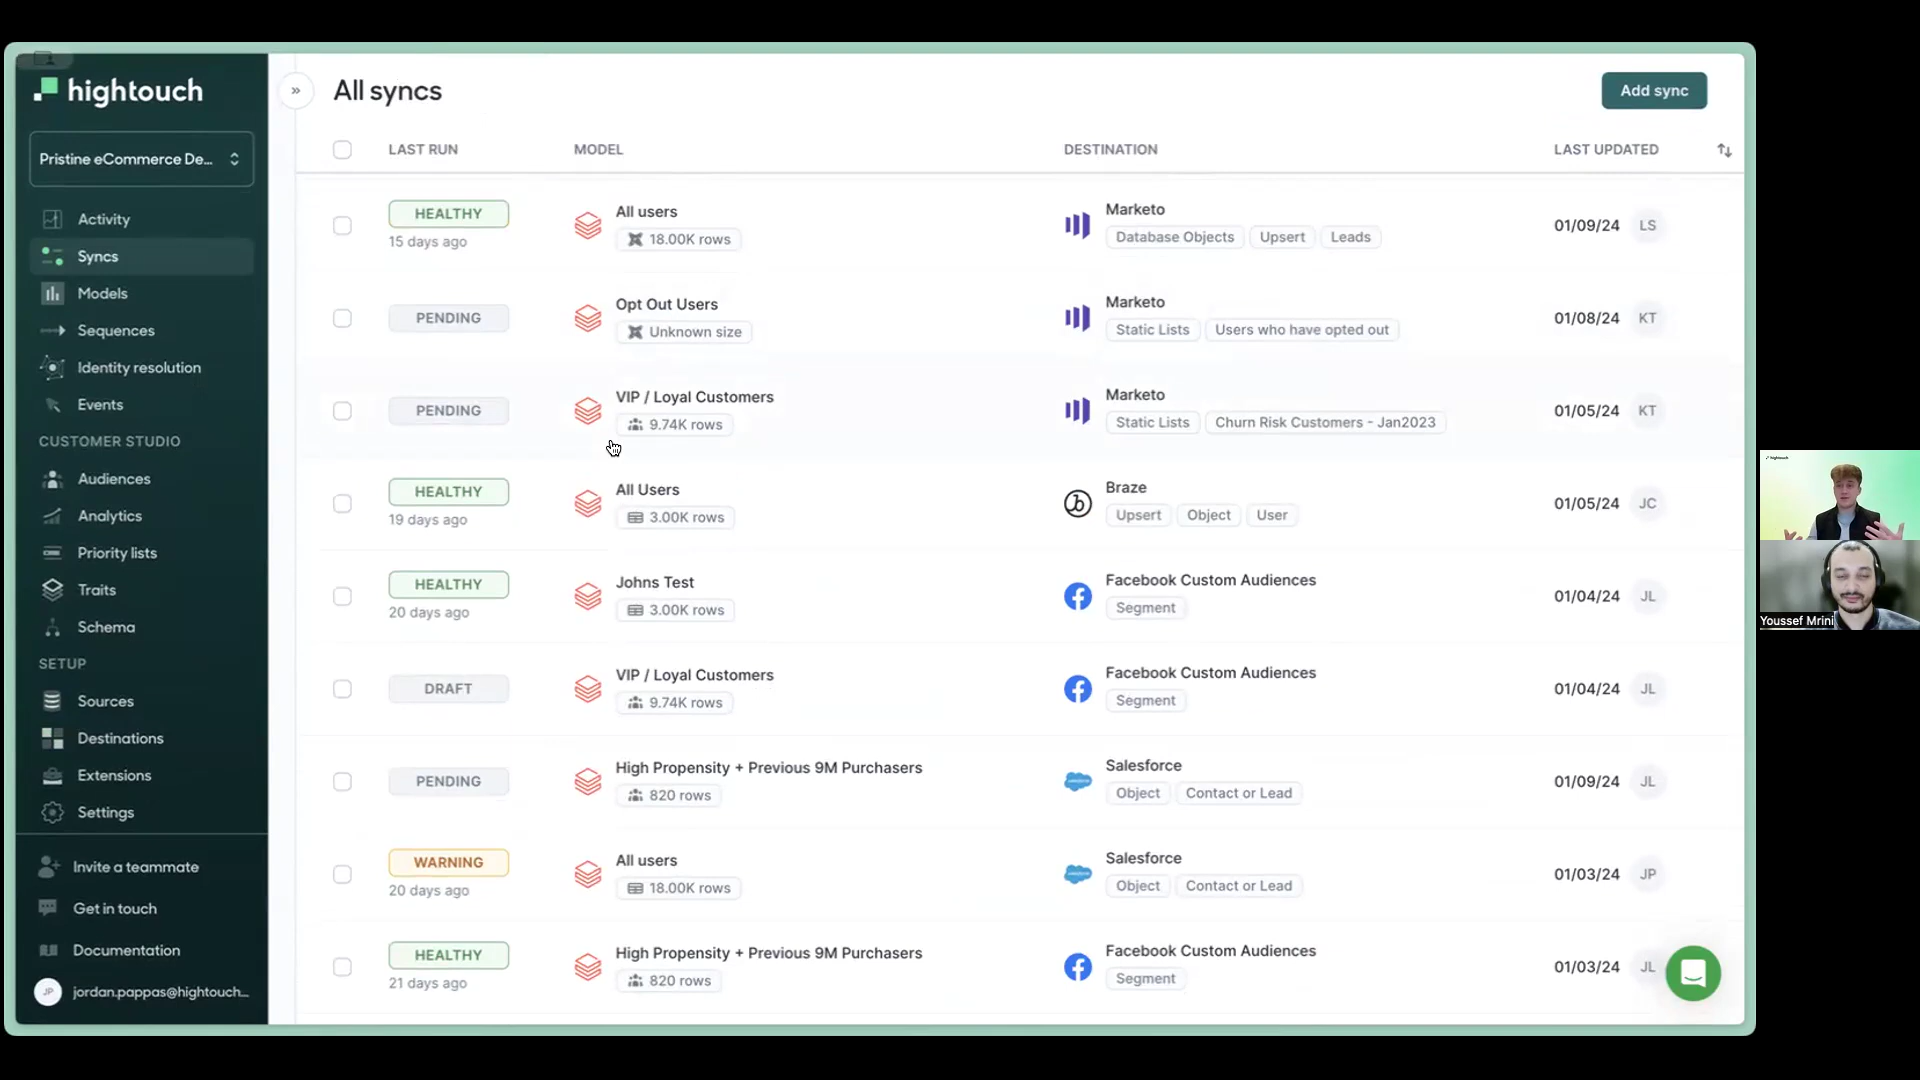 hightouch
Pristine eCommerce De...
Activity
Syncs
Models
Sequences
Identity resolution
Events
CUSTOMER STUDIO
Audiences
Analytics
Priority lists
Traits
Schema
SETUP
Sources
Destinations
Extensions
Settings
Invite a teammate
Get in touch
Documentation
JP jordan.pappas@hightouch...
» All syncs Add sync
LAST RUN MODEL DESTINATION LAST UPDATED
HEALTHY All users Marketo 01/09/24 LS
15 days ago 18.00K rows Database Objects Upsert Leads
PENDING Opt Out Users Marketo 01/08/24 KT
Unknown size Static Lists Users who have opted out
PENDING VIP / Loyal Customers Marketo 01/05/24 KT
9.74K rows Static Lists Churn Risk Customers - Jan2023
HEALTHY All Users Braze 01/05/24 JC
19 days ago 3.00K rows Upsert Object User
HEALTHY Johns Test Facebook Custom Audiences 01/04/24 JL
20 days ago 3.00K rows Segment
DRAFT VIP / Loyal Customers Facebook Custom Audiences 01/04/24 JL
9.74K rows Segment
PENDING High Propensity + Previous 9M Purchasers Salesforce 01/09/24 JL
820 rows Object Contact or Lead
WARNING All users Salesforce 01/03/24 JP
20 days ago 18.00K rows Object Contact or Lead
HEALTHY High Propensity + Previous 9M Purchasers Facebook Custom Audiences 01/03/24 JL
21 days ago 820 rows Segment
hightouch
Youssef Mrini